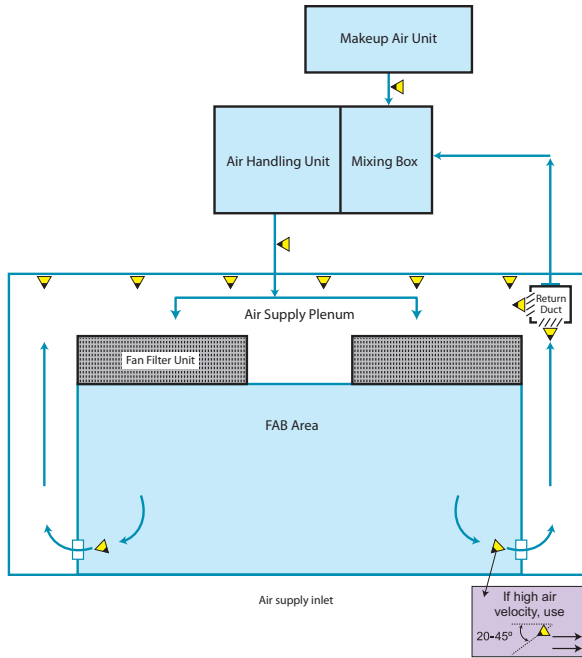 Makeup Air Unit
Air Handling Unit
Mixing Box
Return
Duct
Air Supply Plenum
Fan Filter Unit
FAB Area
Air supply inlet
If high air
velocity, use
20-45º